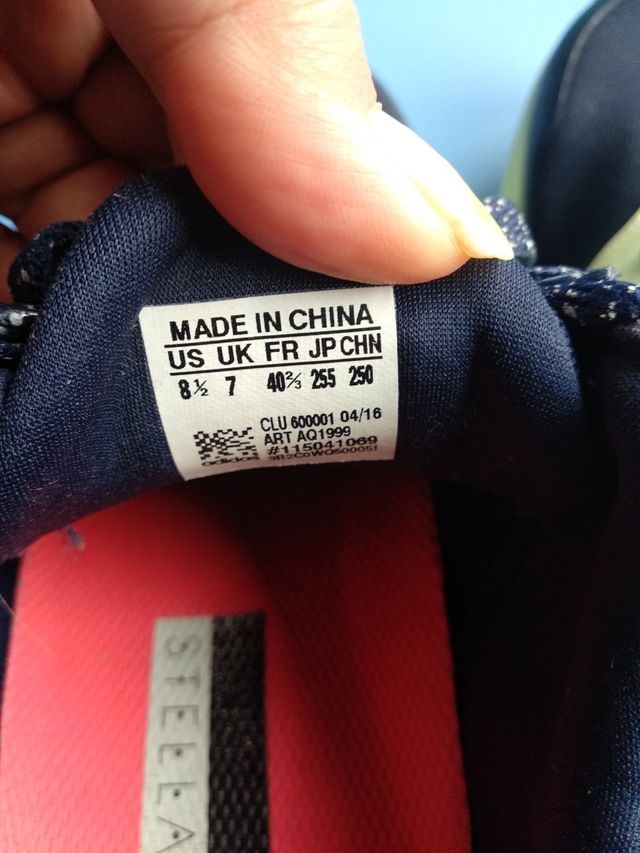 MADE IN CHINA
US UK FR JP CHN
8½ 7 40⅔ 255 250
CLU 600001 04/16
ART AQ1999
#115041069
adidas 3R2C0WQ500051
STELLA